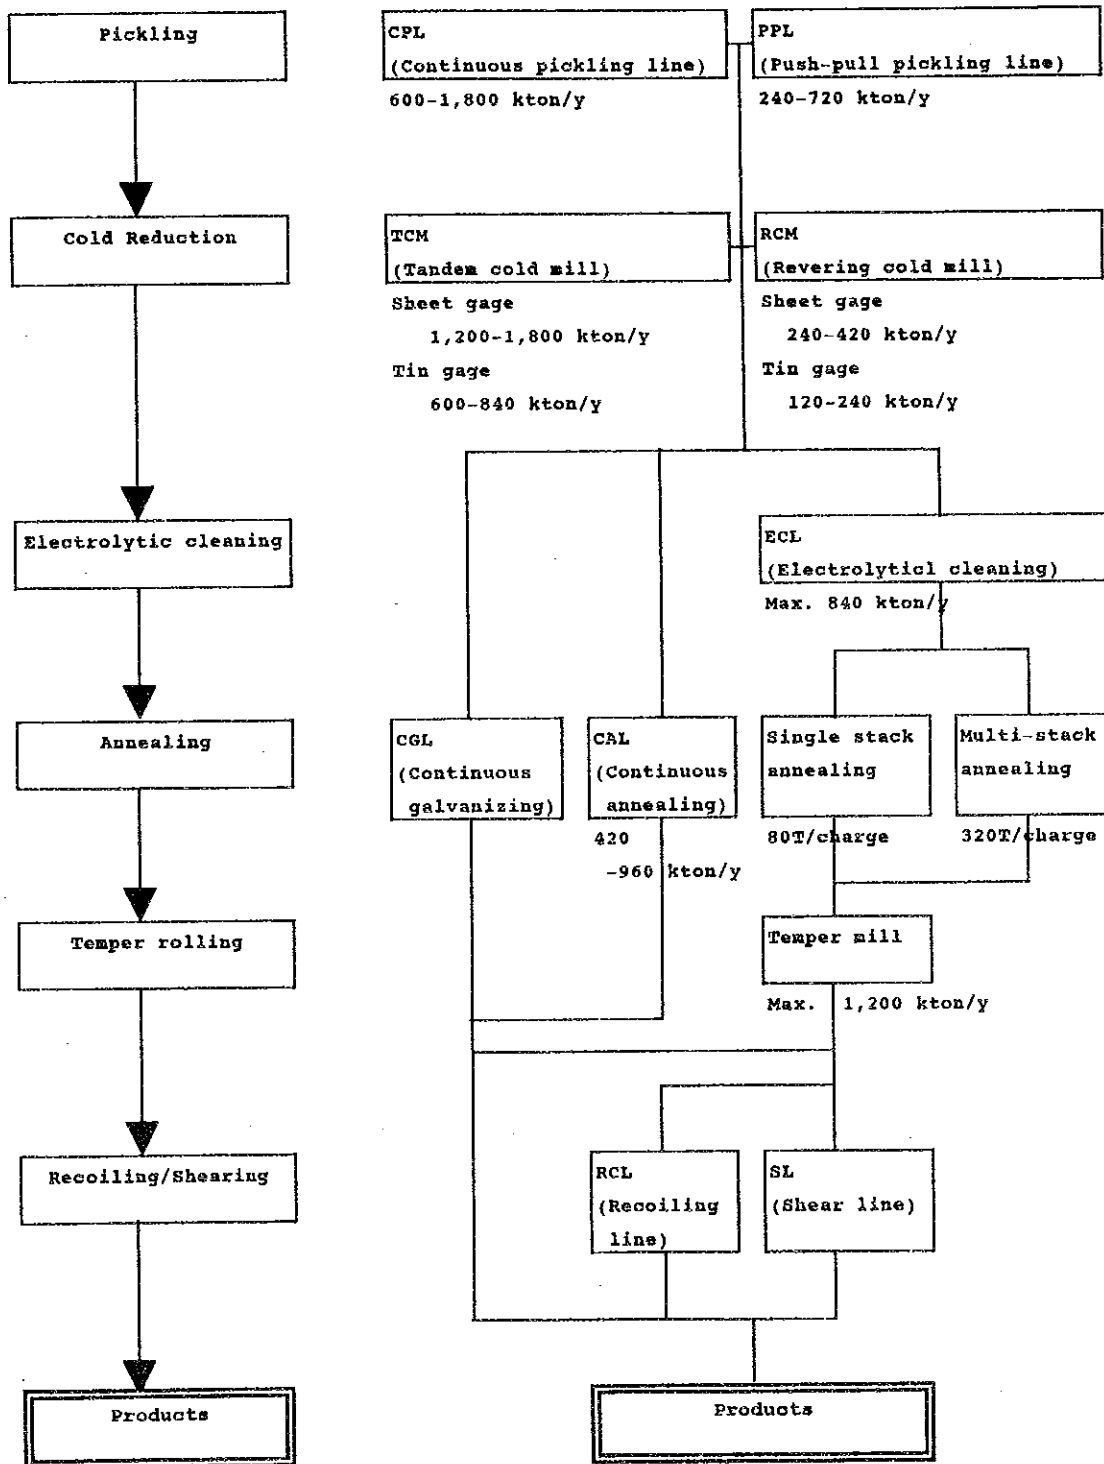 Pickling
CPL
(Continuous pickling line)
600-1,800 kton/y
PPL
(Push-pull pickling line)
240-720 kton/y
Cold Reduction
TCM
(Tandem cold mill)
Sheet gage
1,200-1,800 kton/y
Tin gage
600-840 kton/y
RCM
(Revering cold mill)
Sheet gage
240-420 kton/y
Tin gage
120-240 kton/y
Electrolytic cleaning
ECL
(Electrolyticl cleaning)
Max. 840 kton/y
Annealing
CGL
(Continuous
galvanizing)
CAL
(Continuous
annealing)
420
-960 kton/y
Single stack
annealing
80T/charge
Multi-stack
annealing
320T/charge
Temper rolling
Temper mill
Max. 1,200 kton/y
Recoiling/Shearing
RCL
(Recoiling
line)
SL
(Shear line)
Products
Products